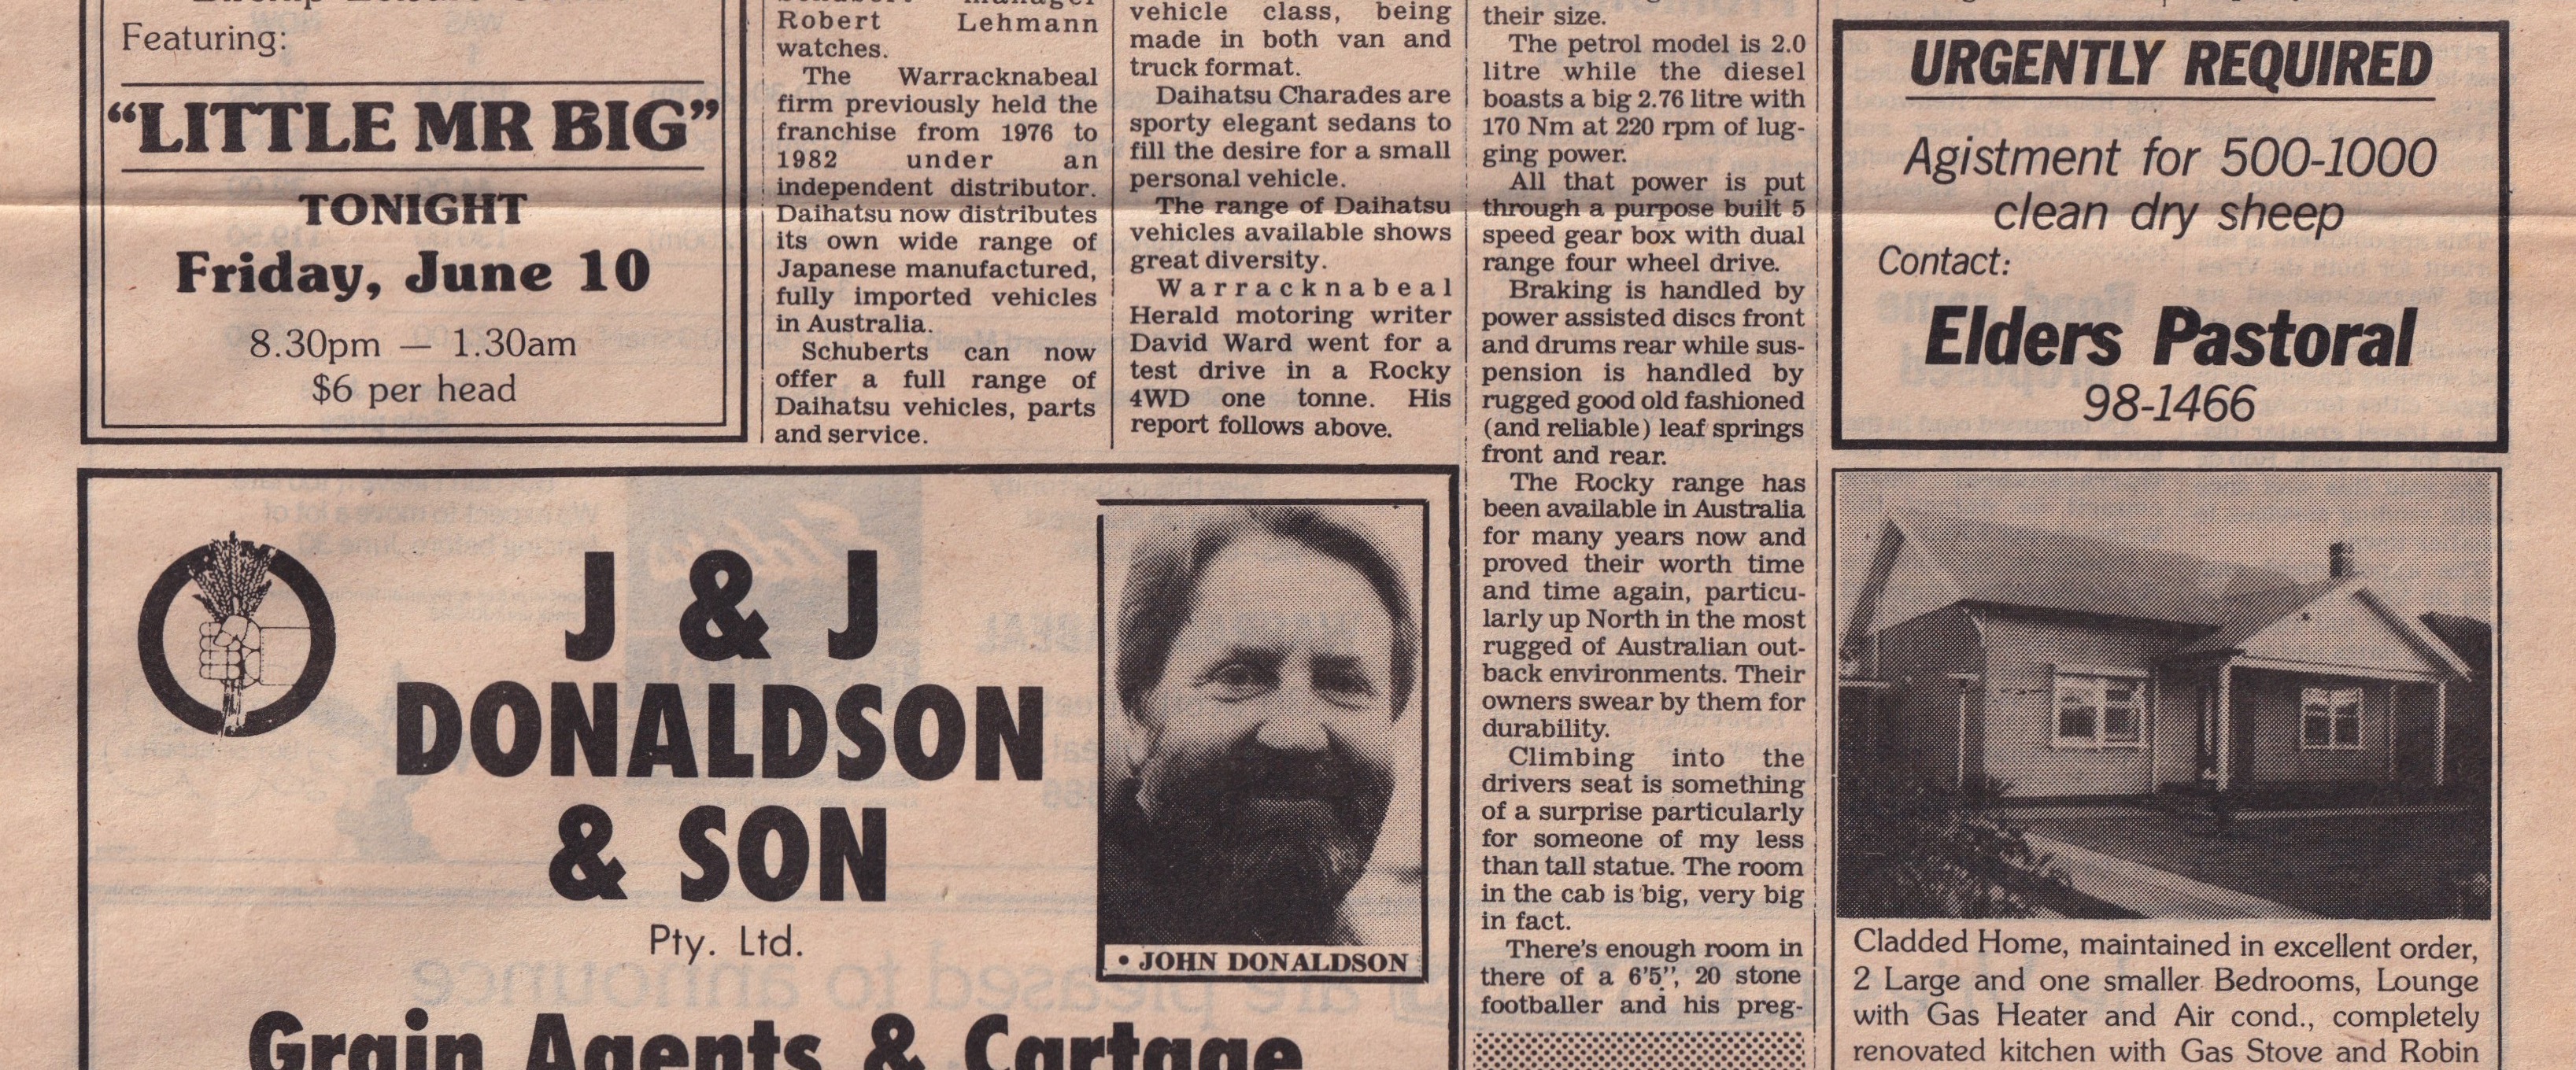 Featuring:
“LITTLE MR BIG”
TONIGHT
Friday, June 10
8.30pm — 1.30am
$6 per head
Robert Lehmann
watches.
The Warracknabeal
firm previously held the
franchise from 1976 to
1982 under an
independent distributor.
Daihatsu now distributes
its own wide range of
Japanese manufactured,
fully imported vehicles
in Australia.
Schuberts can now
offer a full range of
Daihatsu vehicles, parts
and service.
vehicle class, being
made in both van and
truck format.
Daihatsu Charades are
sporty elegant sedans to
fill the desire for a small
personal vehicle.
The range of Daihatsu
vehicles available shows
great diversity.
Warracknabeal
Herald motoring writer
David Ward went for a
test drive in a Rocky
4WD one tonne. His
report follows above.
their size.
The petrol model is 2.0
litre while the diesel
boasts a big 2.76 litre with
170 Nm at 220 rpm of lug-
ging power.
All that power is put
through a purpose built 5
speed gear box with dual
range four wheel drive.
Braking is handled by
power assisted discs front
and drums rear while sus-
pension is handled by
rugged good old fashioned
(and reliable) leaf springs
front and rear.
The Rocky range has
been available in Australia
for many years now and
proved their worth time
and time again, particu-
larly up North in the most
rugged of Australian out-
back environments. Their
owners swear by them for
durability.
Climbing into the
drivers seat is something
of a surprise particularly
for someone of my less
than tall statue. The room
in the cab is big, very big
in fact.
There's enough room in
there of a 6'5", 20 stone
footballer and his preg-
URGENTLY REQUIRED
Agistment for 500-1000
clean dry sheep
Contact:
Elders Pastoral
98-1466
J & J
DONALDSON
& SON
Pty. Ltd.
• JOHN DONALDSON
Grain Agents & Cartage
Cladded Home, maintained in excellent order,
2 Large and one smaller Bedrooms, Lounge
with Gas Heater and Air cond., completely
renovated kitchen with Gas Stove and Robin